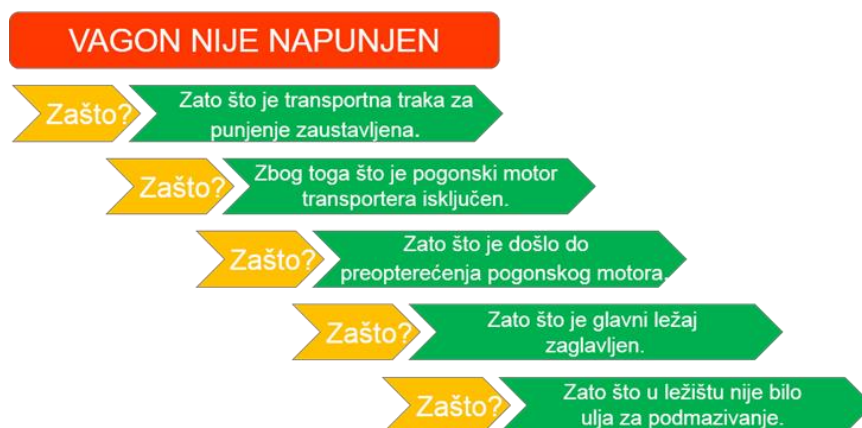 VAGON NIJE NAPUNJEN
Zašto?
Zato što je transportna traka za
punjenje zaustavljena.
Zašto?
Zbog toga što je pogonski motor
transportera isključen.
Zašto?
Zato što je došlo do
preopterećenja pogonskog motora.
Zašto?
Zato što je glavni ležaj
zaglavljen.
Zašto?
Zato što u ležištu nije bilo
ulja za podmazivanje.